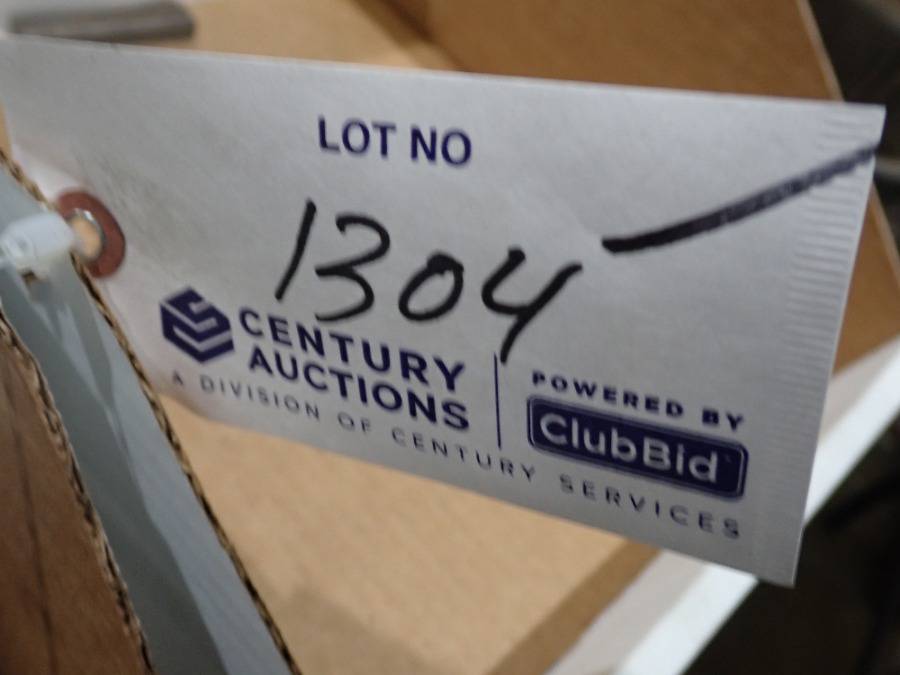 LOT NO
1304
CENTURY
AUCTIONS
A DIVISION OF CENTURY SERVICES
POWERED BY
ClubBid